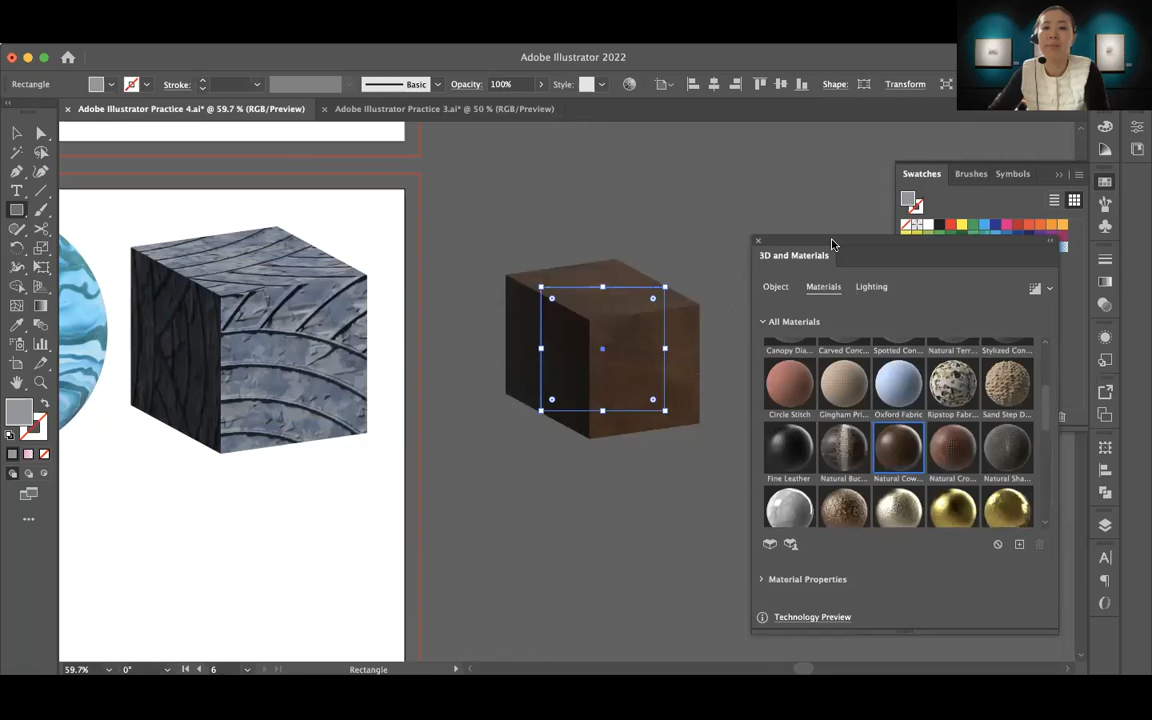 Adobe Illustrator 2022
Rectangle
Stroke:
Basic
Opacity:
100%
Style:
Shape:
Transform
Adobe Illustrator Practice 4.ai* @ 59.7 % (RGB/Preview)
Adobe Illustrator Practice 3.ai* @ 50 % (RGB/Preview)
Swatches
Brushes
Symbols
3D and Materials
Object
Materials
Lighting
All Materials
Canopy Dia...
Carved Conc...
Spotted Con...
Natural Terr...
Stylized Con...
Circle Stitch
Gingham Pri...
Oxford Fabric
Ripstop Fabr...
Sand Step D...
Fine Leather
Natural Buc...
Natural Cow...
Natural Cro...
Natural Sha...
Material Properties
Technology Preview
59.7%
0°
6
Rectangle